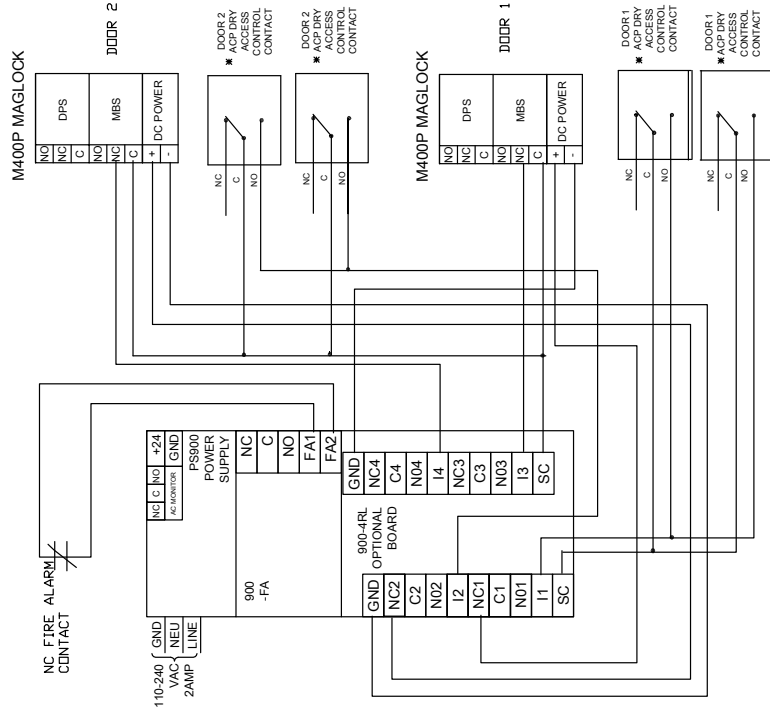 M400P MAGLOCK
DOOR 2
NO
NC
C
DPS
NO
NC
C
MBS
+
-
DC POWER
DOOR 2
* ACP DRY
ACCESS
CONTROL
CONTACT
NC
C
NO
DOOR 2
* ACP DRY
ACCESS
CONTROL
CONTACT
NC
C
NO
M400P MAGLOCK
DOOR 1
NO
NC
C
DPS
NO
NC
C
MBS
+
-
DC POWER
DOOR 1
* ACP DRY
ACCESS
CONTROL
CONTACT
NC
C
NO
DOOR 1
* ACP DRY
ACCESS
CONTROL
CONTACT
NC
C
NO
NC FIRE ALARM
CONTACT
110-240
VAC
2AMP
GND
NEU
LINE
NC C NO
AC MONITOR
+24
GND
PS900
POWER
SUPPLY
900
-FA
NC
C
NO
FA1
FA2
900-4RL
OPTIONAL
BOARD
GND
NC4
C4
N04
I4
NC3
C3
N03
I3
SC
GND
NC2
C2
N02
I2
NC1
C1
N01
I1
SC